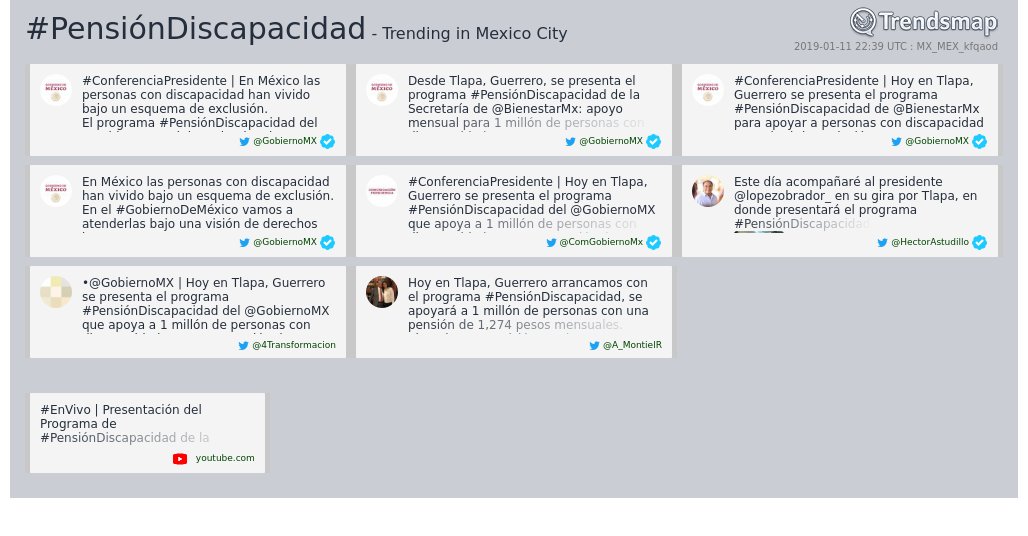 #PensiónDiscapacidad - Trending in Mexico City
Trendsmap
2019-01-11 22:39 UTC : MX_MEX_kfqaod
#ConferenciaPresidente | En México las
personas con discapacidad han vivido
bajo un esquema de exclusión.
El programa #PensiónDiscapacidad del
@GobiernoMX
Desde Tlapa, Guerrero, se presenta el
programa #PensiónDiscapacidad de la
Secretaría de @BienestarMx: apoyo
mensual para 1 millón de personas con
@GobiernoMX
#ConferenciaPresidente | Hoy en Tlapa,
Guerrero se presenta el programa
#PensiónDiscapacidad de @BienestarMx
para apoyar a personas con discapacidad
@GobiernoMX
En México las personas con discapacidad
han vivido bajo un esquema de exclusión.
En el #GobiernoDeMéxico vamos a
atenderlas bajo una visión de derechos
@GobiernoMX
#ConferenciaPresidente | Hoy en Tlapa,
Guerrero se presenta el programa
#PensiónDiscapacidad del @GobiernoMX
que apoya a 1 millón de personas con
@ComGobiernoMx
Este día acompañaré al presidente
@lopezobrador_ en su gira por Tlapa, en
donde presentará el programa
#PensiónDiscapacidad
@HectorAstudillo
•@GobiernoMX | Hoy en Tlapa, Guerrero
se presenta el programa
#PensiónDiscapacidad del @GobiernoMX
que apoya a 1 millón de personas con
@4Transformacion
Hoy en Tlapa, Guerrero arrancamos con
el programa #PensiónDiscapacidad, se
apoyará a 1 millón de personas con una
pensión de 1,274 pesos mensuales.
@A_MontielR
#EnVivo | Presentación del
Programa de
#PensiónDiscapacidad de la
youtube.com